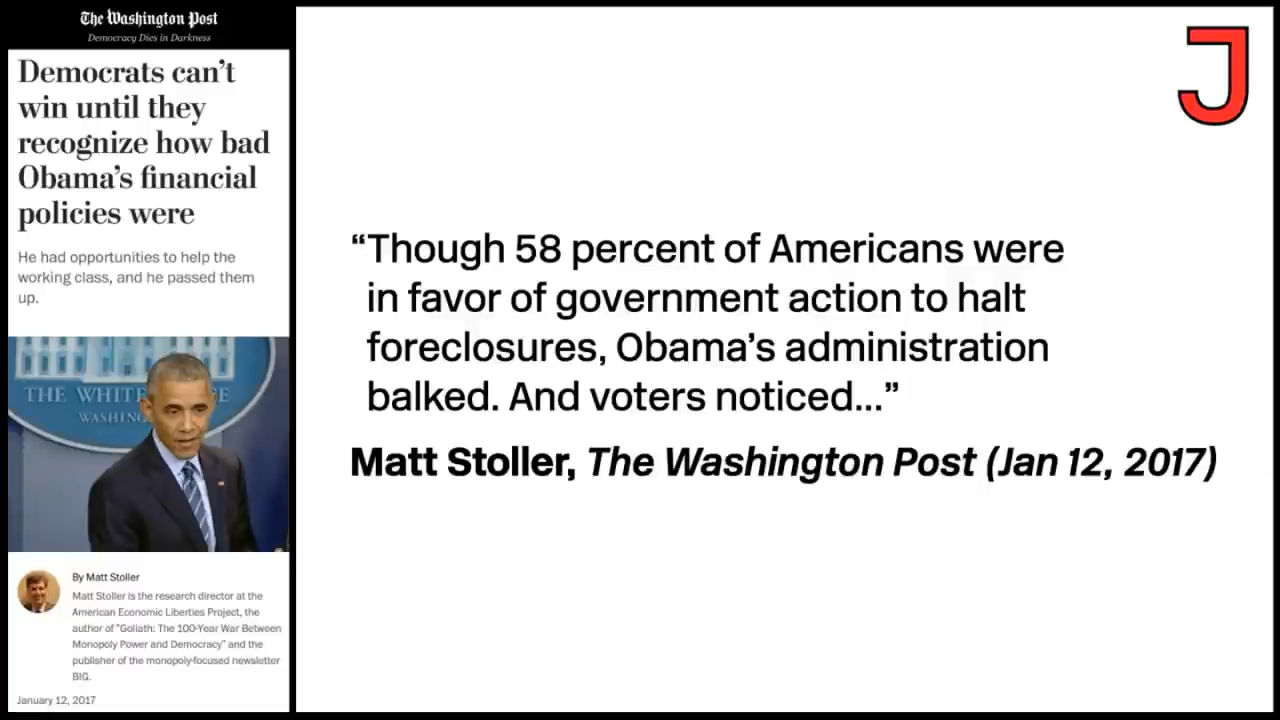 The Washington Post
Democracy Dies in Darkness
Democrats can't
win until they
recognize how bad
Obama's financial
policies were
He had opportunities to help the
working class, and he passed them
up.
THE WHITE HOUSE
WASHING
By Matt Stoller
Matt Stoller is the research director at the
American Economic Liberties Project, the
author of "Goliath: The 100-Year War Between
Monopoly Power and Democracy" and the
publisher of the monopoly-focused newsletter
BIG.
January 12, 2017
J
“Though 58 percent of Americans were
in favor of government action to halt
foreclosures, Obama’s administration
balked. And voters noticed...”
Matt Stoller, The Washington Post (Jan 12, 2017)